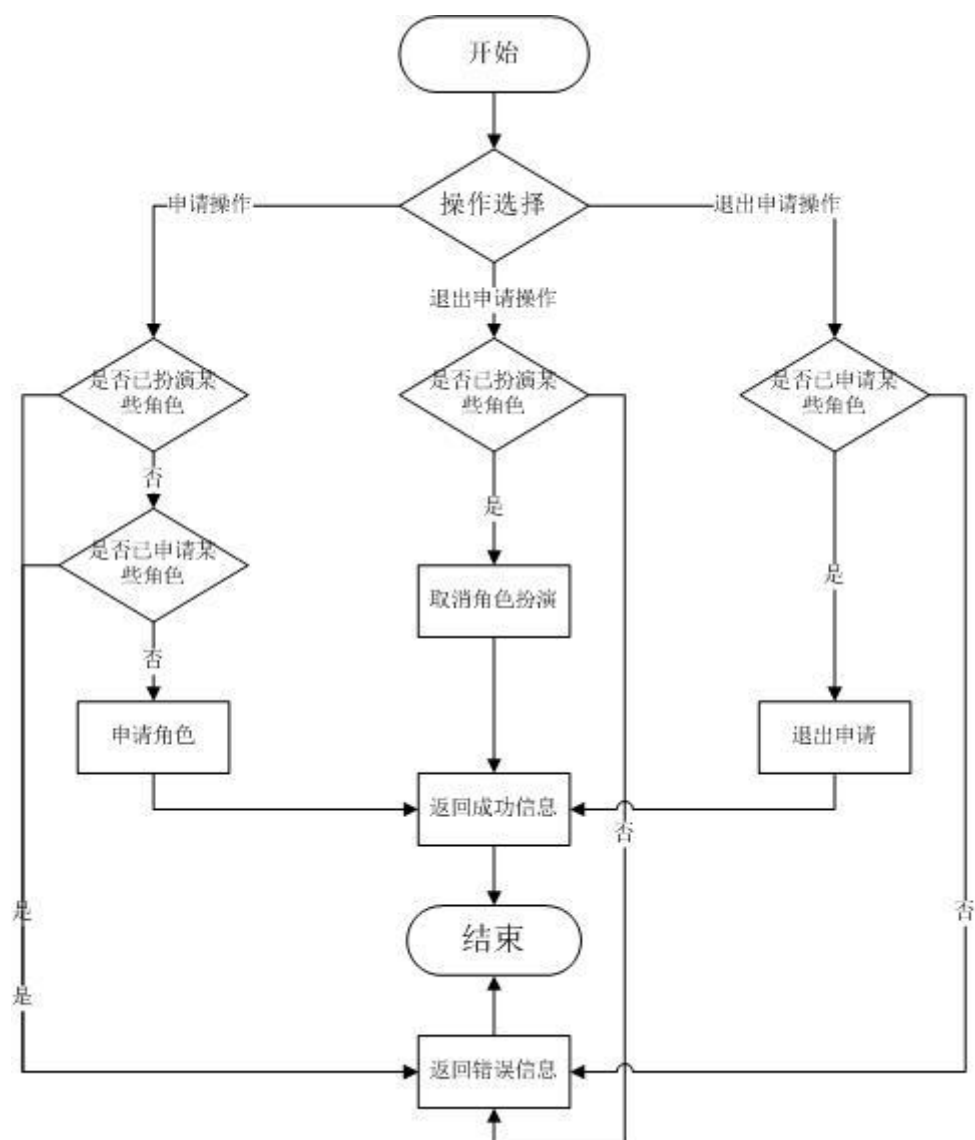 开始
操作选择
申请操作
退出申请操作
退出申请操作
是否已扮演某
些角色
是否已扮演某
些角色
是否已申请某
些角色
否
是
是否已申请某
些角色
是
取消角色扮演
否
申请角色
退出申请
返回成功信息
否
是
否
结束
是
返回错误信息